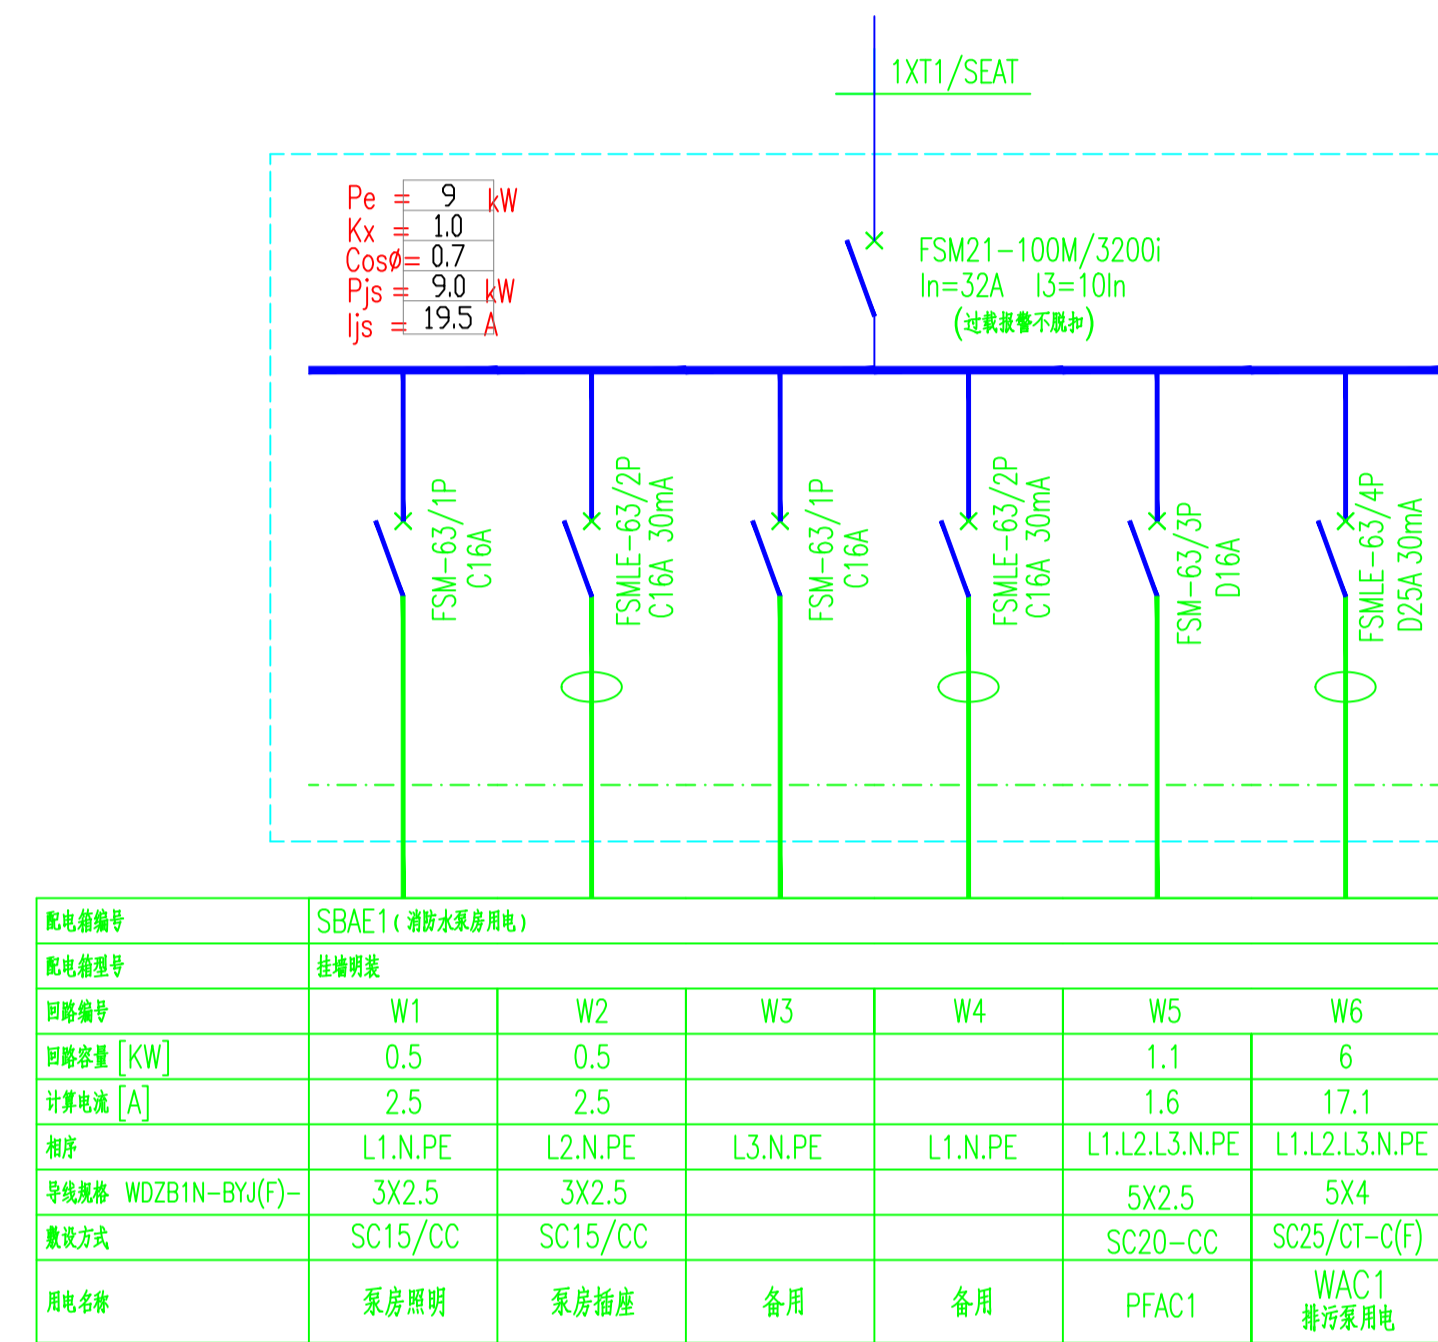 1XT1/SEAT
Pe = 9 kW
Kx = 1.0
CosØ= 0.7
Pjs = 9.0 kW
Ijs = 19.5 A
FSM21-100M/3200i
In=32A I3=10In
(过载报警不脱扣)
FSM-63/1P
C16A
FSMLE-63/2P
C16A 30mA
FSM-63/1P
C16A
FSMLE-63/2P
C16A 30mA
FSM-63/3P
D16A
FSMLE-63/4P
D25A 30mA
配电箱编号 SBAE1(消防水泵房用电)
配电箱型号 挂墙明装
回路编号 W1 W2 W3 W4 W5 W6
回路容量[KW] 0.5 0.5 1.1 6
计算电流[A] 2.5 2.5 1.6 17.1
相序 L1.N.PE L2.N.PE L3.N.PE L1.N.PE L1.L2.L3.N.PE L1.L2.L3.N.PE
导线规格 WDZB1N-BYJ(F)- 3X2.5 3X2.5 5X2.5 5X4
敷设方式 SC15/CC SC15/CC SC20-CC SC25/CT-C(F)
用电名称 泵房照明 泵房插座 备用 备用 PFAC1 WAC1
排污泵用电